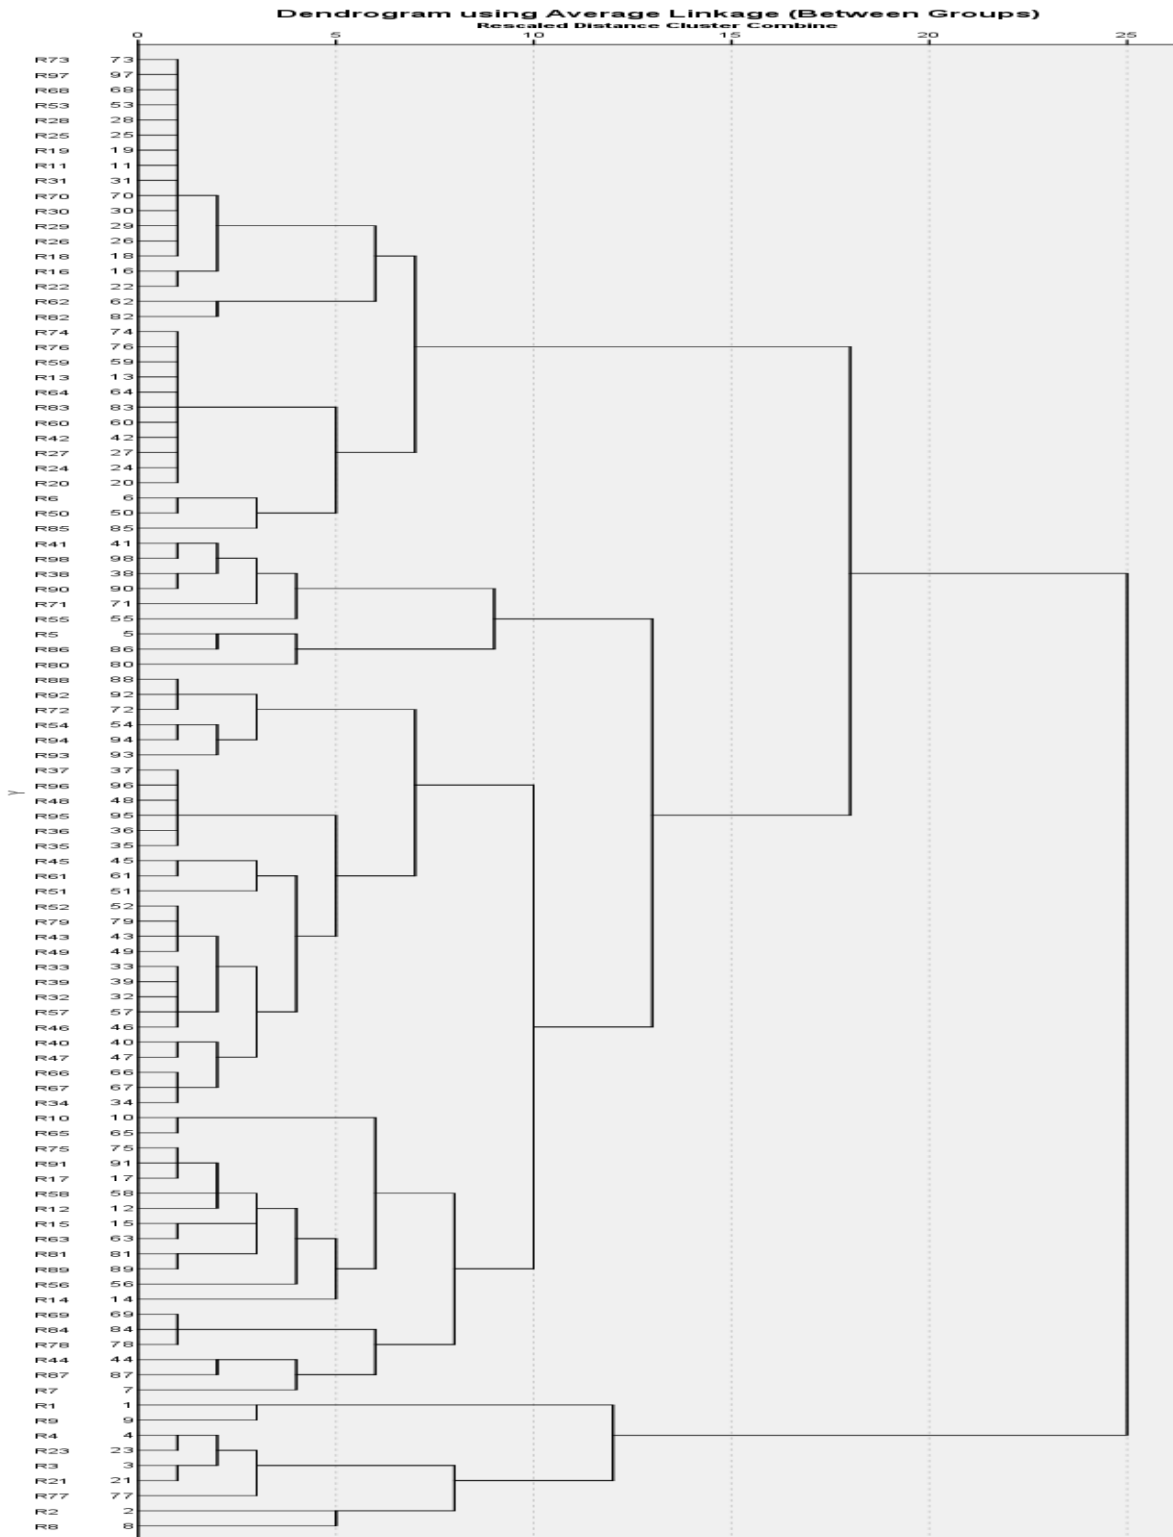 Dendrogram using Average Linkage (Between Groups)
Rescaled Distance Cluster Combine
0 5 10 15 20 25
R73 73
R97 97
R68 68
R53 53
R28 28
R25 25
R19 19
R11 11
R31 31
R70 70
R30 30
R29 29
R26 26
R18 18
R16 16
R22 22
R62 62
R82 82
R74 74
R76 76
R59 59
R13 13
R64 64
R83 83
R60 60
R42 42
R27 27
R24 24
R20 20
R6 6
R50 50
R85 85
R41 41
R98 98
R38 38
R90 90
R71 71
R55 55
R5 5
R86 86
R80 80
R88 88
R92 92
R72 72
R54 54
R94 94
R93 93
R37 37
R96 96
Y
R48 48
R95 95
R36 36
R35 35
R45 45
R61 61
R51 51
R52 52
R79 79
R43 43
R49 49
R33 33
R39 39
R32 32
R57 57
R46 46
R40 40
R47 47
R66 66
R67 67
R34 34
R10 10
R65 65
R75 75
R91 91
R17 17
R58 58
R12 12
R15 15
R63 63
R81 81
R89 89
R56 56
R14 14
R69 69
R84 84
R78 78
R44 44
R87 87
R7 7
R1 1
R9 9
R4 4
R23 23
R3 3
R21 21
R77 77
R2 2
R8 8